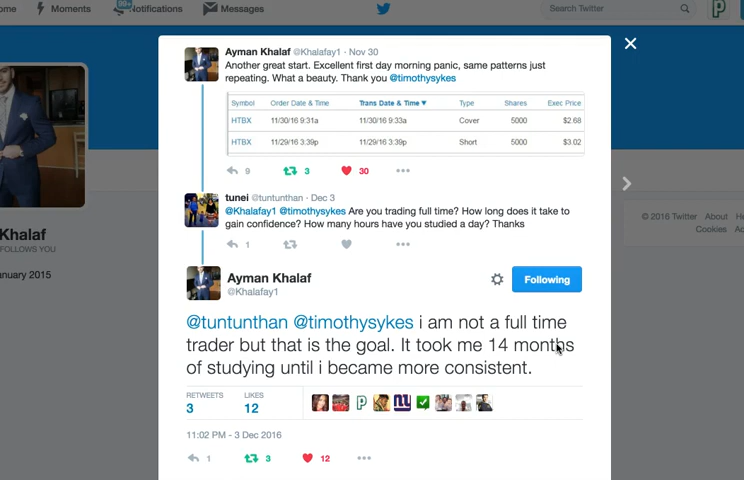 Moments
99+
Notifications
Messages
Search Twitter
Ayman Khalaf @Khalafay1 · Nov 30
Another great start. Excellent first day morning panic, same patterns just
repeating. What a beauty. Thank you @timothysykes
Symbol Order Date & Time Trans Date & Time ▼ Type Shares Exec Price
HTBX 11/30/16 9:31a 11/30/16 9:33a Cover 5000 $2.68
HTBX 11/29/16 3:39p 11/29/16 3:39p Short 5000 $3.02
9 3 30
tunei @tuntunthan · Dec 3
@Khalafay1 @timothysykes Are you trading full time? How long does it take to
gain confidence? How many hours have you studied a day? Thanks
1
Ayman Khalaf
@Khalafay1
Following
@tuntunthan @timothysykes i am not a full time
trader but that is the goal. It took me 14 months
of studying until i became more consistent.
RETWEETS LIKES
3 12
11:02 PM - 3 Dec 2016
1 3 12
Khalaf
FOLLOWS YOU
anuary 2015
© 2016 Twitter About
Cookies